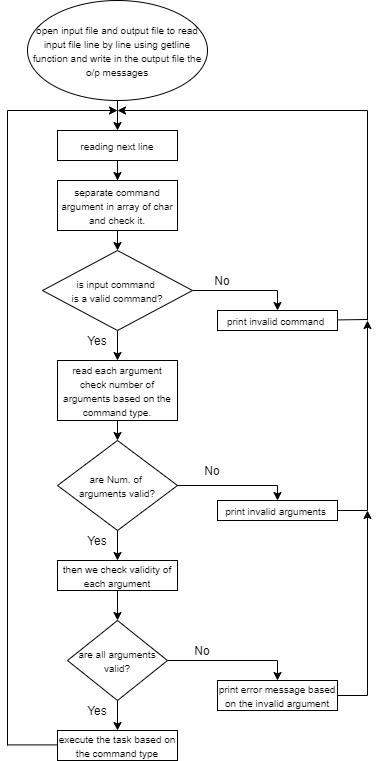 open input file and output file to read
input file line by line using getline
function and write in the output file the
o/p messages
reading next line
separate command
argument in array of char
and check it.
is input command
is a valid command?
No
print invalid command
Yes
read each argument
check number of
arguments based on the
command type.
are Num. of
arguments valid?
No
print invalid arguments
Yes
then we check validity of
each argument
are all arguments
valid?
No
print error message based
on the invalid argument
Yes
execute the task based on
the command type